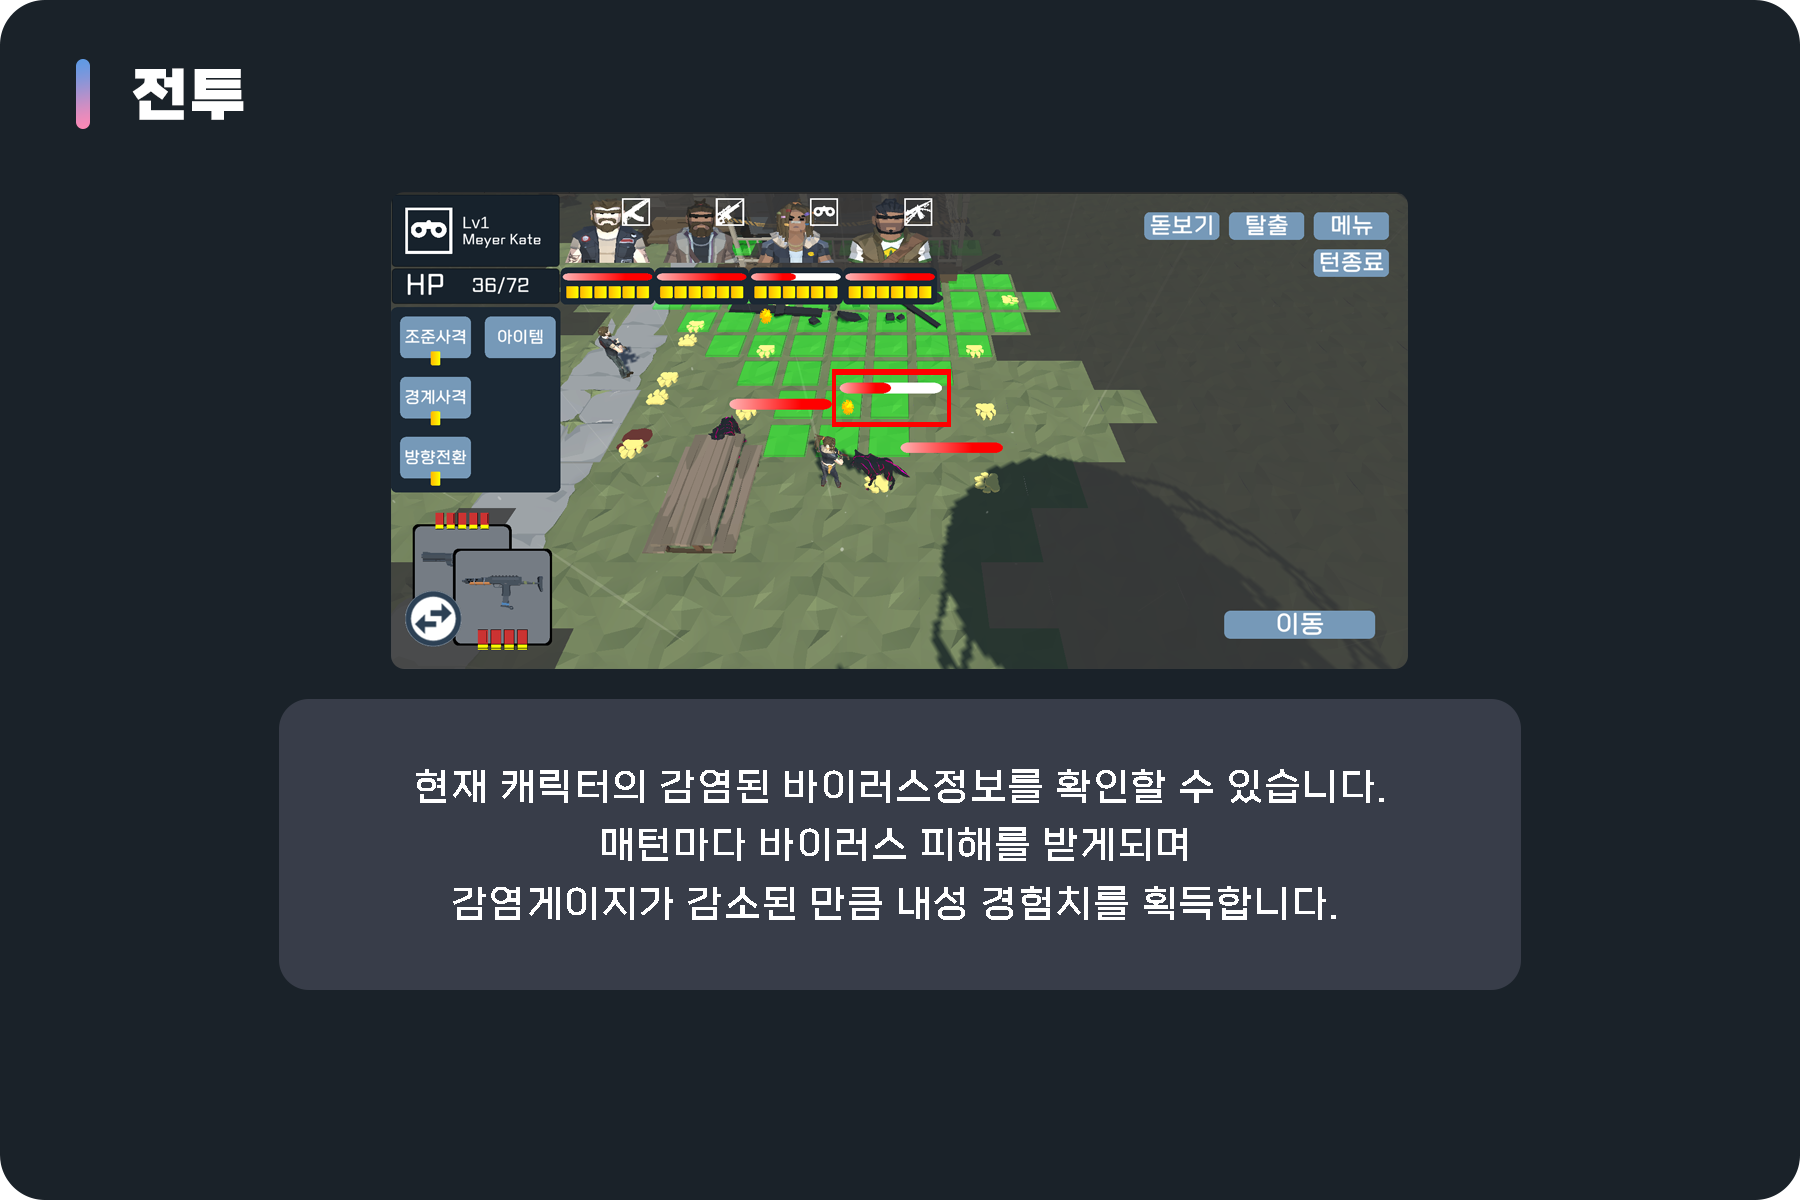 전투
Lv1
Meyer Kate
HP 36/72
조준사격 아이템
경계사격
방향전환
돋보기 탈출 메뉴
턴종료
이동
현재 캐릭터의 감염된 바이러스정보를 확인할 수 있습니다.
매턴마다 바이러스 피해를 받게되며
감염게이지가 감소된 만큼 내성 경험치를 획득합니다.